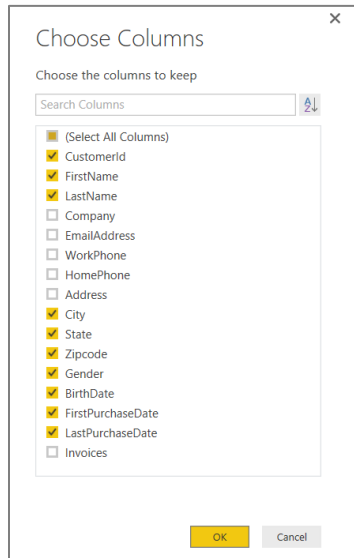 Choose Columns
Choose the columns to keep
Search Columns
(Select All Columns)
CustomerId
FirstName
LastName
Company
EmailAddress
WorkPhone
HomePhone
Address
City
State
Zipcode
Gender
BirthDate
FirstPurchaseDate
LastPurchaseDate
Invoices
OK Cancel